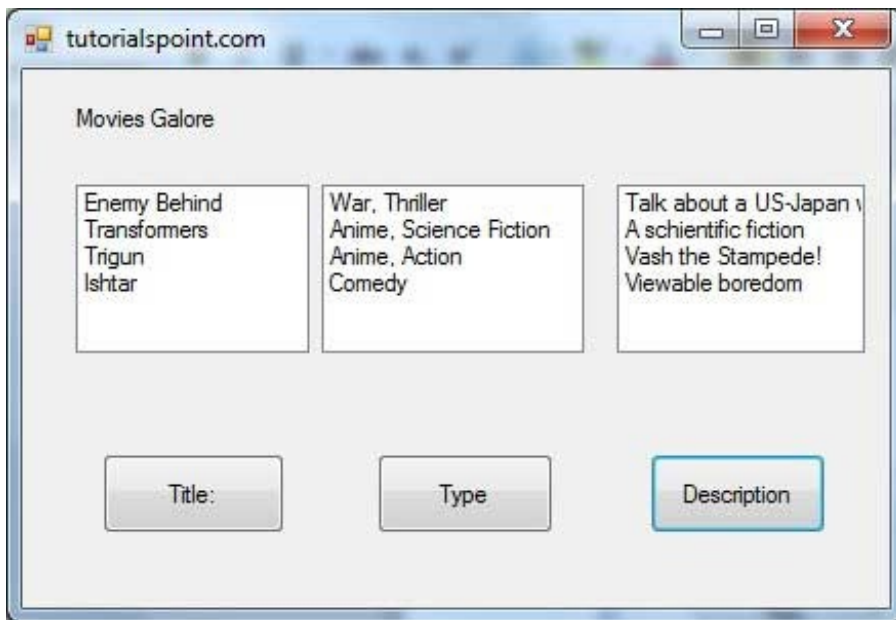 tutorialspoint.com
Movies Galore
Enemy Behind
Transformers
Trigun
Ishtar
War, Thriller
Anime, Science Fiction
Anime, Action
Comedy
Talk about a US-Japan
A schientific fiction
Vash the Stampede!
Viewable boredom
Title:
Type
Description